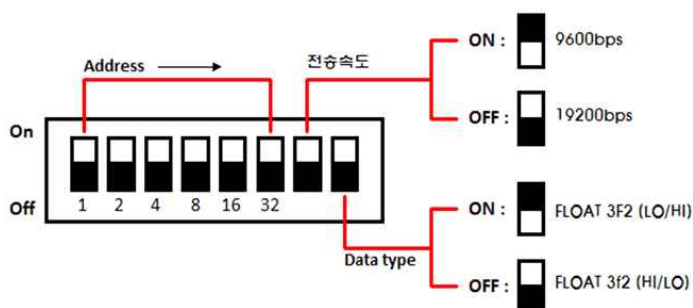 Address
전송속도
ON : 9600bps
OFF : 19200bps
On
Off
1 2 4 8 16 32
Data type
ON : FLOAT 3F2 (LO/HI)
OFF : FLOAT 3f2 (HI/LO)